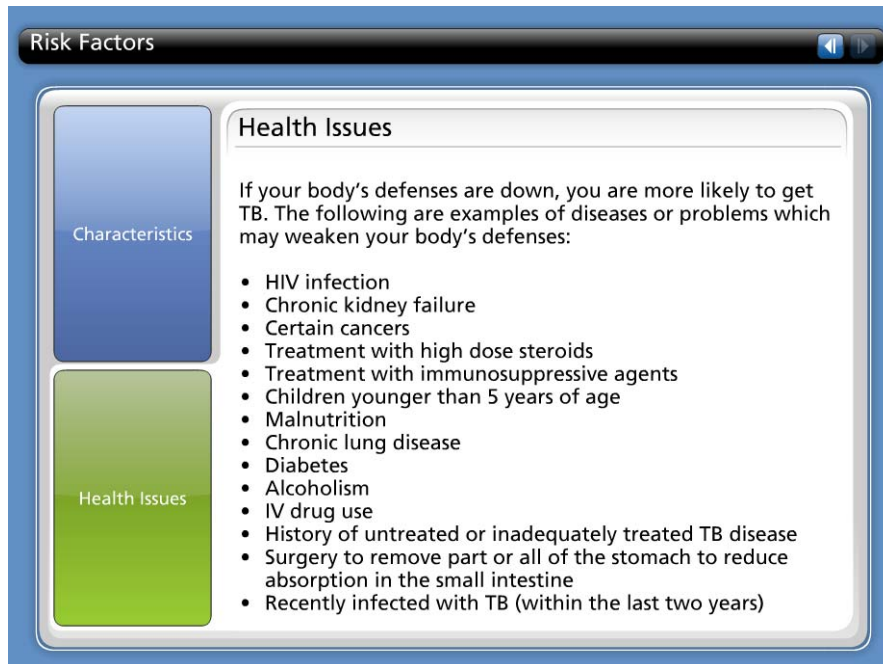 Risk Factors
Characteristics
Health Issues
Health Issues
If your body's defenses are down, you are more likely to get
TB. The following are examples of diseases or problems which
may weaken your body's defenses:
• HIV infection
• Chronic kidney failure
• Certain cancers
• Treatment with high dose steroids
• Treatment with immunosuppressive agents
• Children younger than 5 years of age
• Malnutrition
• Chronic lung disease
• Diabetes
• Alcoholism
• IV drug use
• History of untreated or inadequately treated TB disease
• Surgery to remove part or all of the stomach to reduce
absorption in the small intestine
• Recently infected with TB (within the last two years)